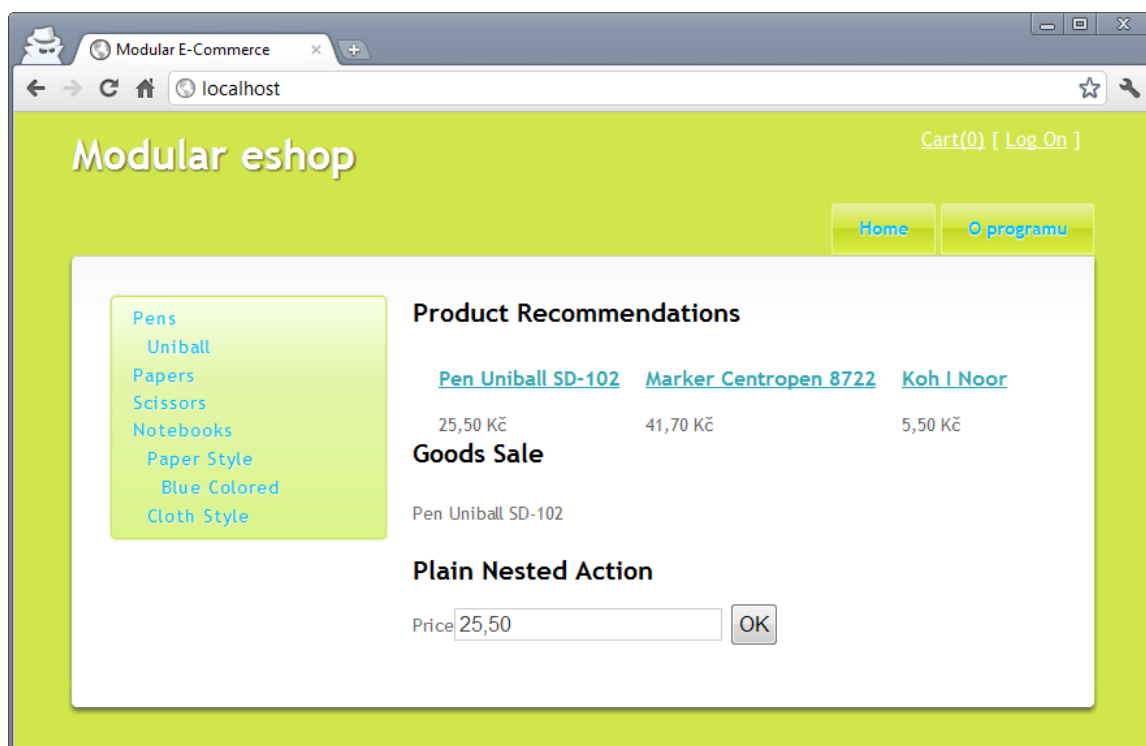 Modular E-Commerce
localhost
Cart(0) [ Log On ]
Modular eshop
Home O programu
Pens
Uniball
Papers
Scissors
Notebooks
Paper Style
Blue Colored
Cloth Style
Product Recommendations
Pen Uniball SD-102 Marker Centropen 8722 Koh I Noor
25,50 Kč 41,70 Kč 5,50 Kč
Goods Sale
Pen Uniball SD-102
Plain Nested Action
Price 25,50 OK